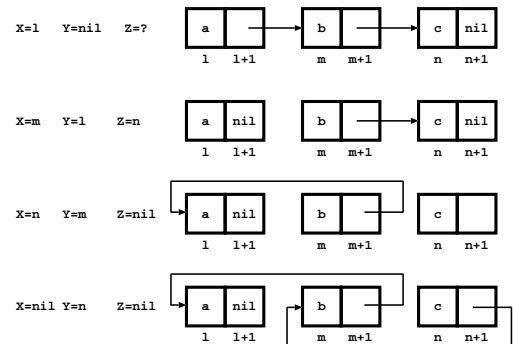 X=l Y=nil Z=? a b c nil
l l+1 m m+1 n n+1
X=m Y=l Z=n a nil b c nil
l l+1 m m+1 n n+1
X=n Y=m Z=nil a nil b c
l l+1 m m+1 n n+1
X=nil Y=n Z=nil a nil b c
l l+1 m m+1 n n+1